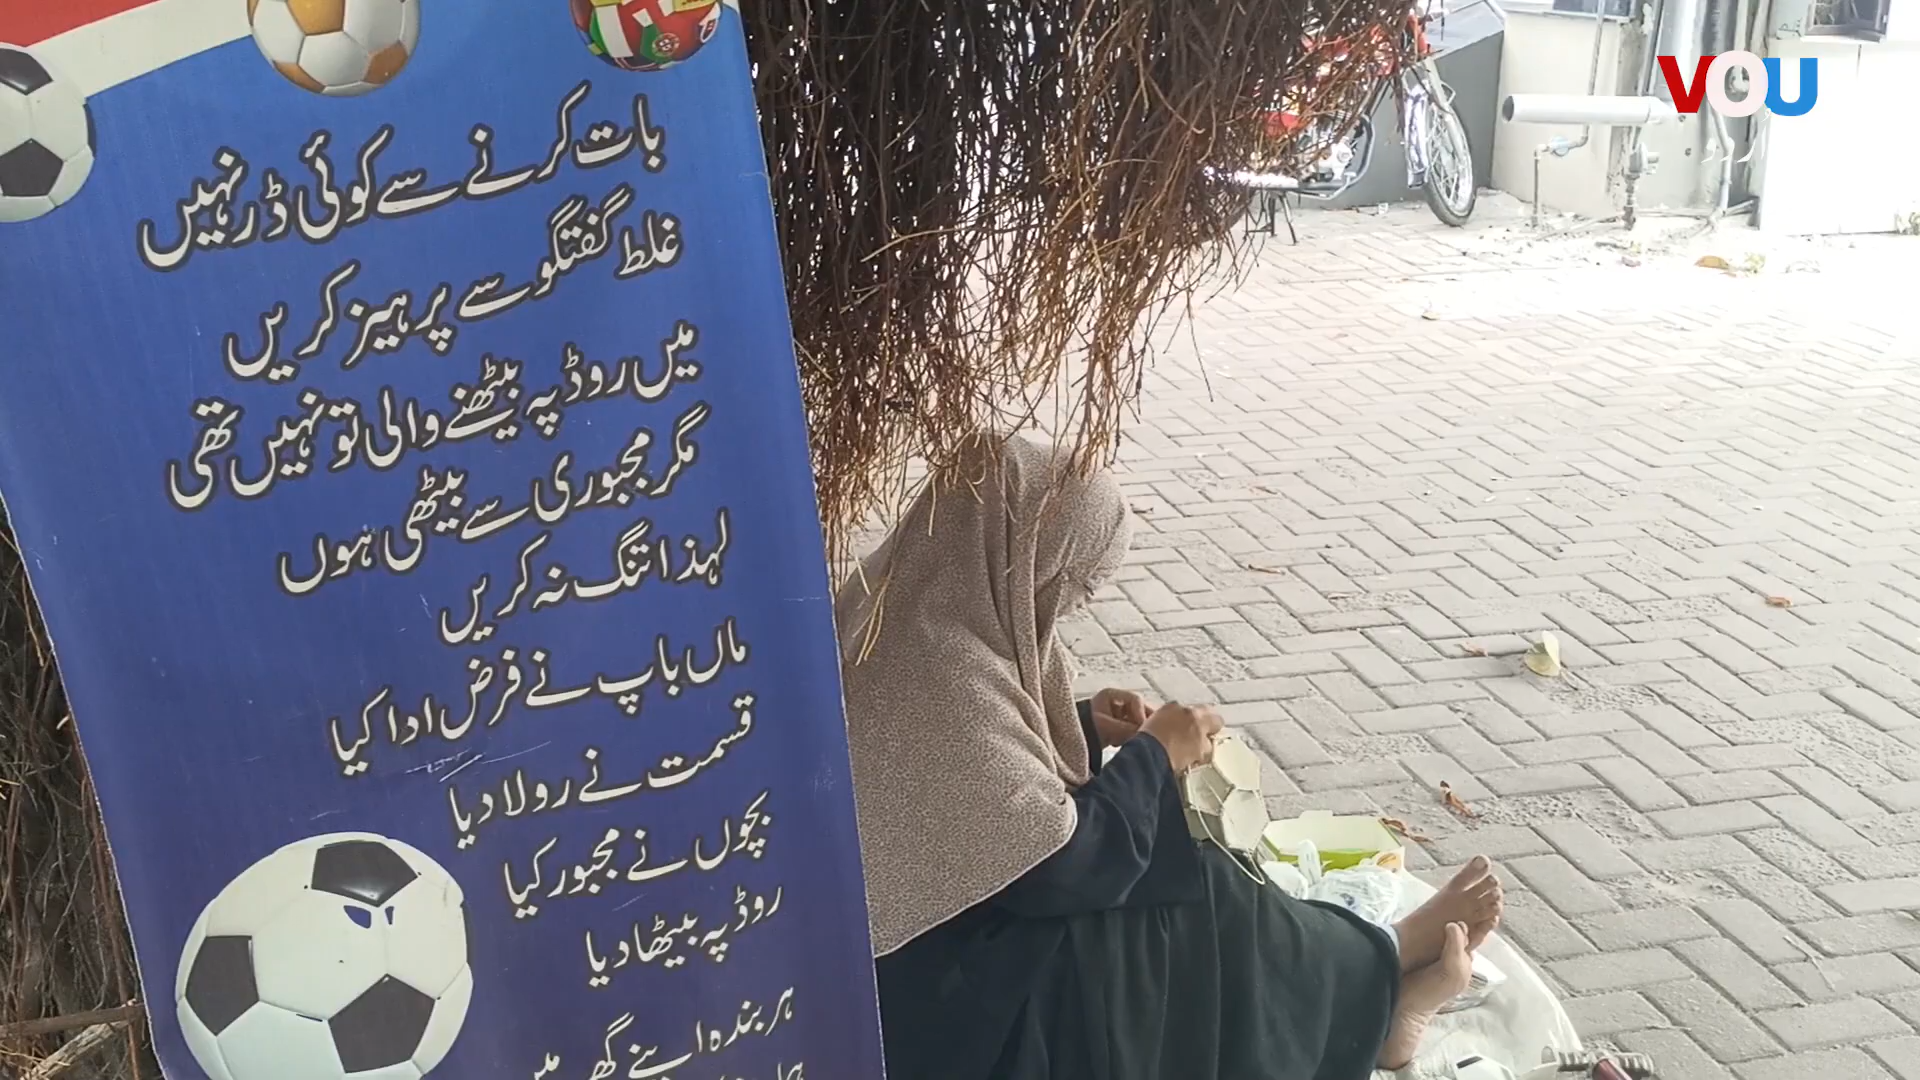 VOU
بات کرنے سے کوئی ڈر نہیں
غلط گفتگو سے پرہیز کریں
میں روڈ پہ بیٹھنے والی تو نہیں تھی
مگر مجبوری سے بیٹھی ہوں
لہذا تنگ نہ کریں
ماں باپ نے فرض ادا کیا
قسمت نے رولا دیا
بچوں نے مجبور کیا
روڈ پہ بیٹھا دیا
ہر بندہ اپنے گھر میں